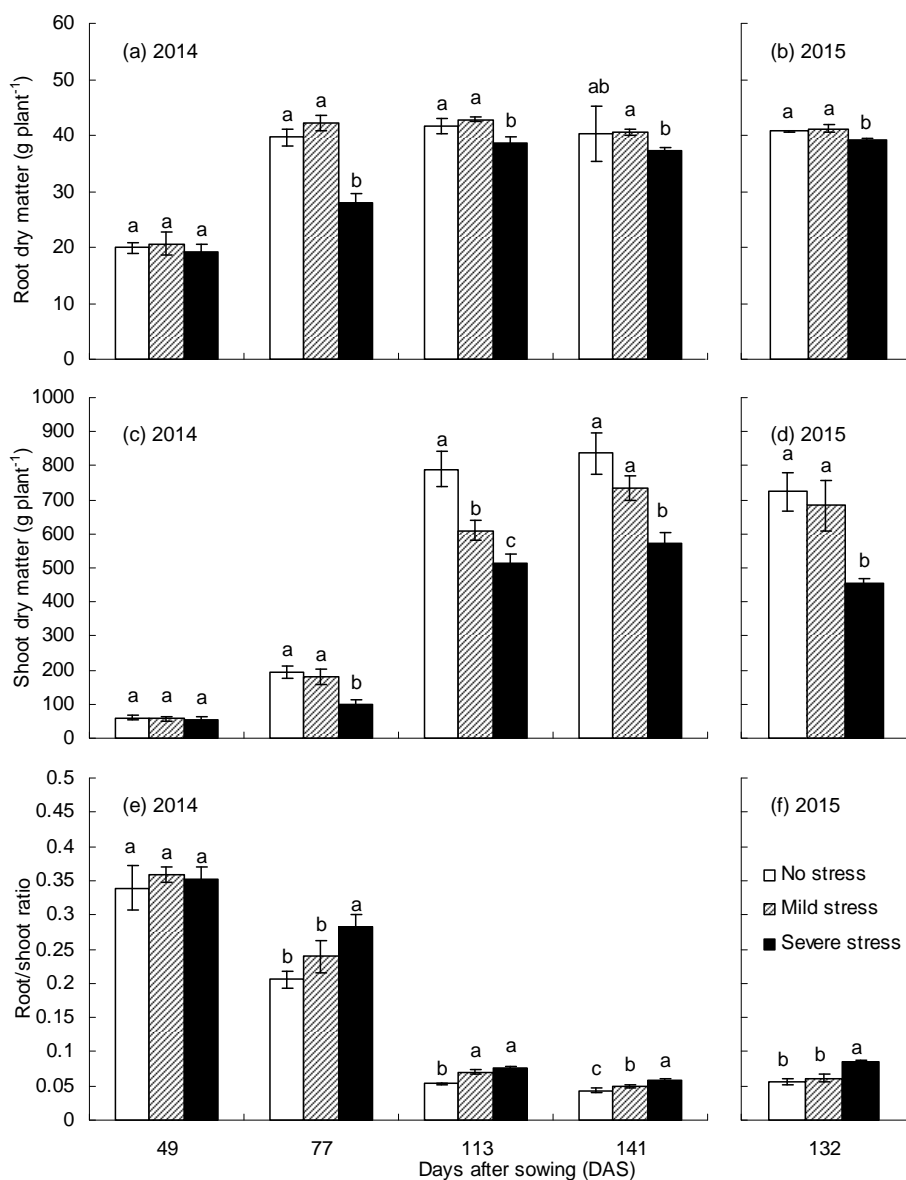 60
50
40
30
20
10
0
Root dry matter (g plant-1)
(a) 2014
a a a
a a b
a a b
ab a b
(b) 2015
a a b
1000
900
800
700
600
500
400
300
200
100
0
Shoot dry matter (g plant-1)
(c) 2014
a a a
a a b
a b c
a a b
(d) 2015
a a b
0.5
0.45
0.4
0.35
0.3
0.25
0.2
0.15
0.1
0.05
0
Root/shoot ratio
(e) 2014
a a a
b b a
b a a
c b a
(f) 2015
No stress
Mild stress
Severe stress
b b a
49 77 113 141 132
Days after sowing (DAS)